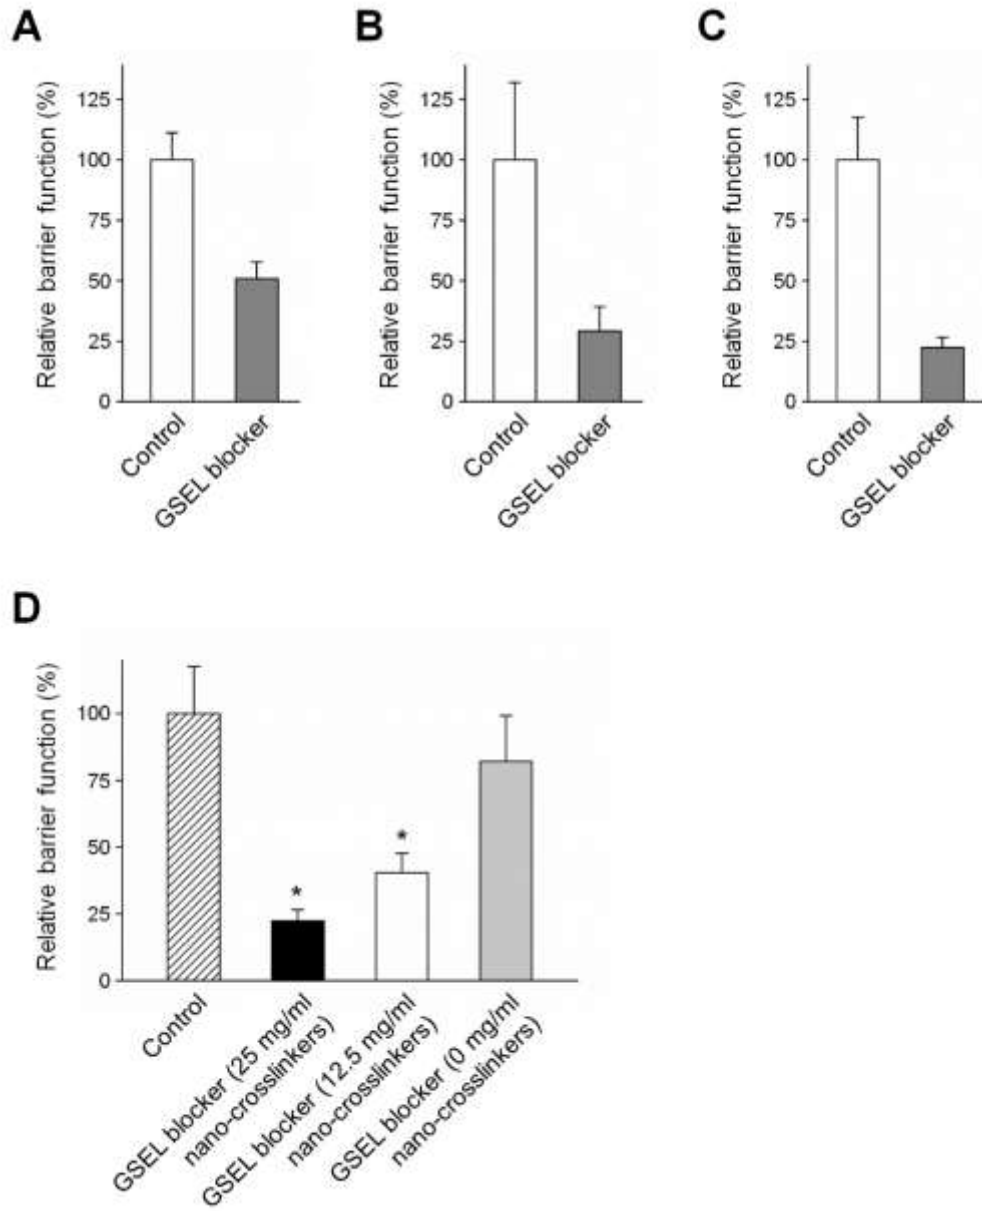 A
Relative barrier function (%)
125
100
75
50
25
0
Control
GSEL blocker
B
Relative barrier function (%)
125
100
75
50
25
0
Control
GSEL blocker
C
Relative barrier function (%)
125
100
75
50
25
0
Control
GSEL blocker
D
Relative barrier function (%)
100
75
50
25
0
*
*
Control
GSEL blocker (25 mg/ml
nano-crosslinkers)
GSEL blocker (12.5 mg/ml
nano-crosslinkers)
GSEL blocker (0 mg/ml
nano-crosslinkers)